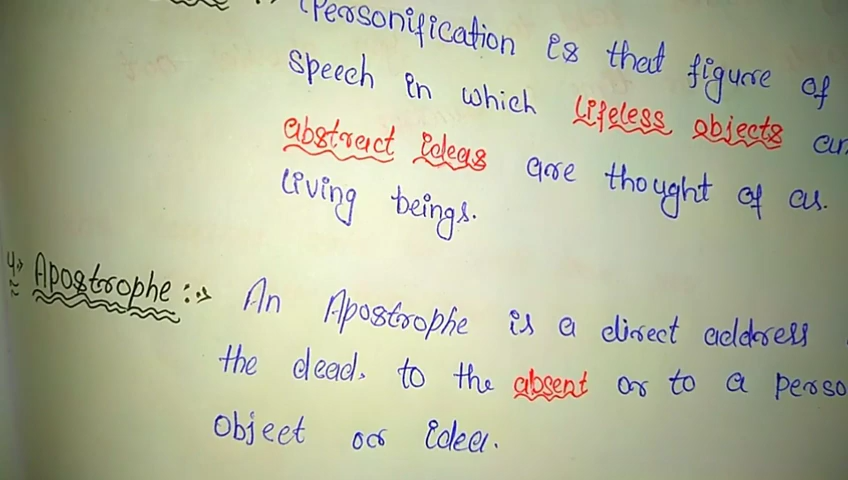 Personification is that figure of
speech in which lifeless objects an
abstract ideas are thought of as.
living beings.
4. Apostrophe :- An Apostrophe is a direct address
the dead, to the absent or to a perso
object or idea.